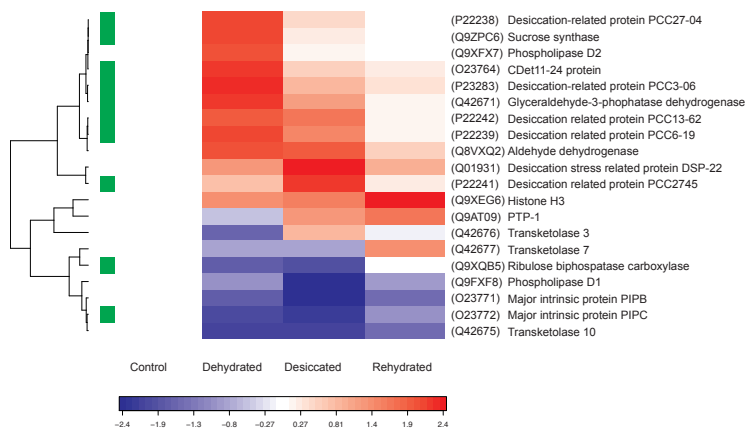 (P22238) Desiccation-related protein PCC27-04
(Q9ZPC6) Sucrose synthase
(Q9XFX7) Phospholipase D2
(O23764) CDet11-24 protein
(P23283) Desiccation-related protein PCC3-06
(Q42671) Glyceraldehyde-3-phophatase dehydrogenase
(P22242) Desiccation related protein PCC13-62
(P22239) Desiccation related protein PCC6-19
(Q8VXQ2) Aldehyde dehydrogenase
(Q01931) Desiccation stress related protein DSP-22
(P22241) Desiccation related protein PCC2745
(Q9XEG6) Histone H3
(Q9AT09) PTP-1
(Q42676) Transketolase 3
(Q42677) Transketolase 7
(Q9XQB5) Ribulose biphospatase carboxylase
(Q9FXF8) Phospholipase D1
(O23771) Major intrinsic protein PIPB
(O23772) Major intrinsic protein PIPC
(Q42675) Transketolase 10
Control Dehydrated Desiccated Rehydrated
−2.4 −1.9 −1.3 −0.8 −0.27 0.27 0.81 1.4 1.9 2.4